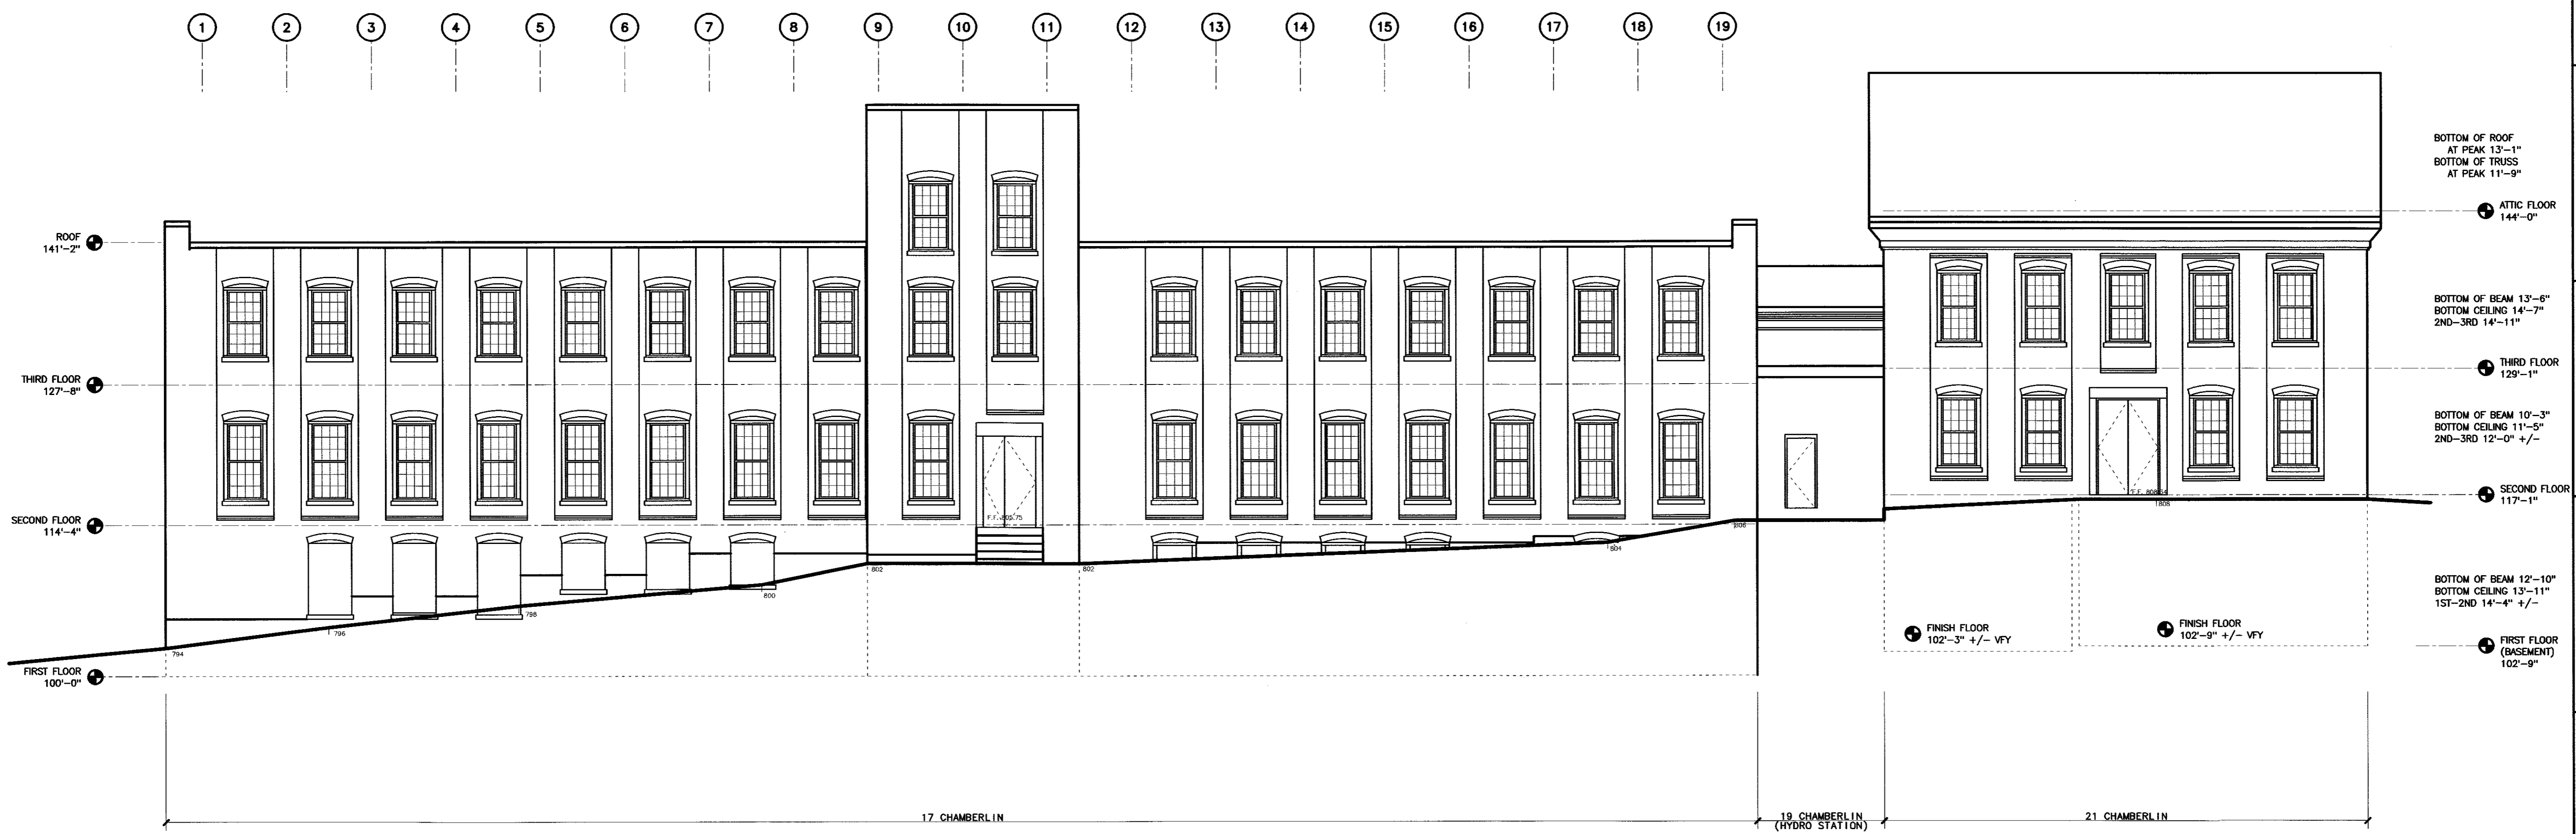 1 2 3 4 5 6 7 8 9 10 11 12 13 14 15 16 17 18 19
ROOF
141'-2"
THIRD FLOOR
127'-8"
SECOND FLOOR
114'-4"
FIRST FLOOR
100'-0"
794
796
798
800
802
F.F.
802
804
806
F.F.
BOTTOM OF ROOF
AT PEAK 13'-1"
BOTTOM OF TRUSS
AT PEAK 11'-9"
ATTIC FLOOR
144'-0"
BOTTOM OF BEAM 13'-6"
BOTTOM CEILING 14'-7"
2ND-3RD 14'-11"
THIRD FLOOR
129'-1"
BOTTOM OF BEAM 10'-3"
BOTTOM CEILING 11'-5"
2ND-3RD 12'-0" +/-
SECOND FLOOR
117'-1"
BOTTOM OF BEAM 12'-10"
BOTTOM CEILING 13'-11"
1ST-2ND 14'-4" +/-
FINISH FLOOR
102'-3" +/- VFY
FINISH FLOOR
102'-9" +/- VFY
FIRST FLOOR
(BASEMENT)
102'-9"
17 CHAMBERLIN
19 CHAMBERLIN
(HYDRO STATION)
21 CHAMBERLIN